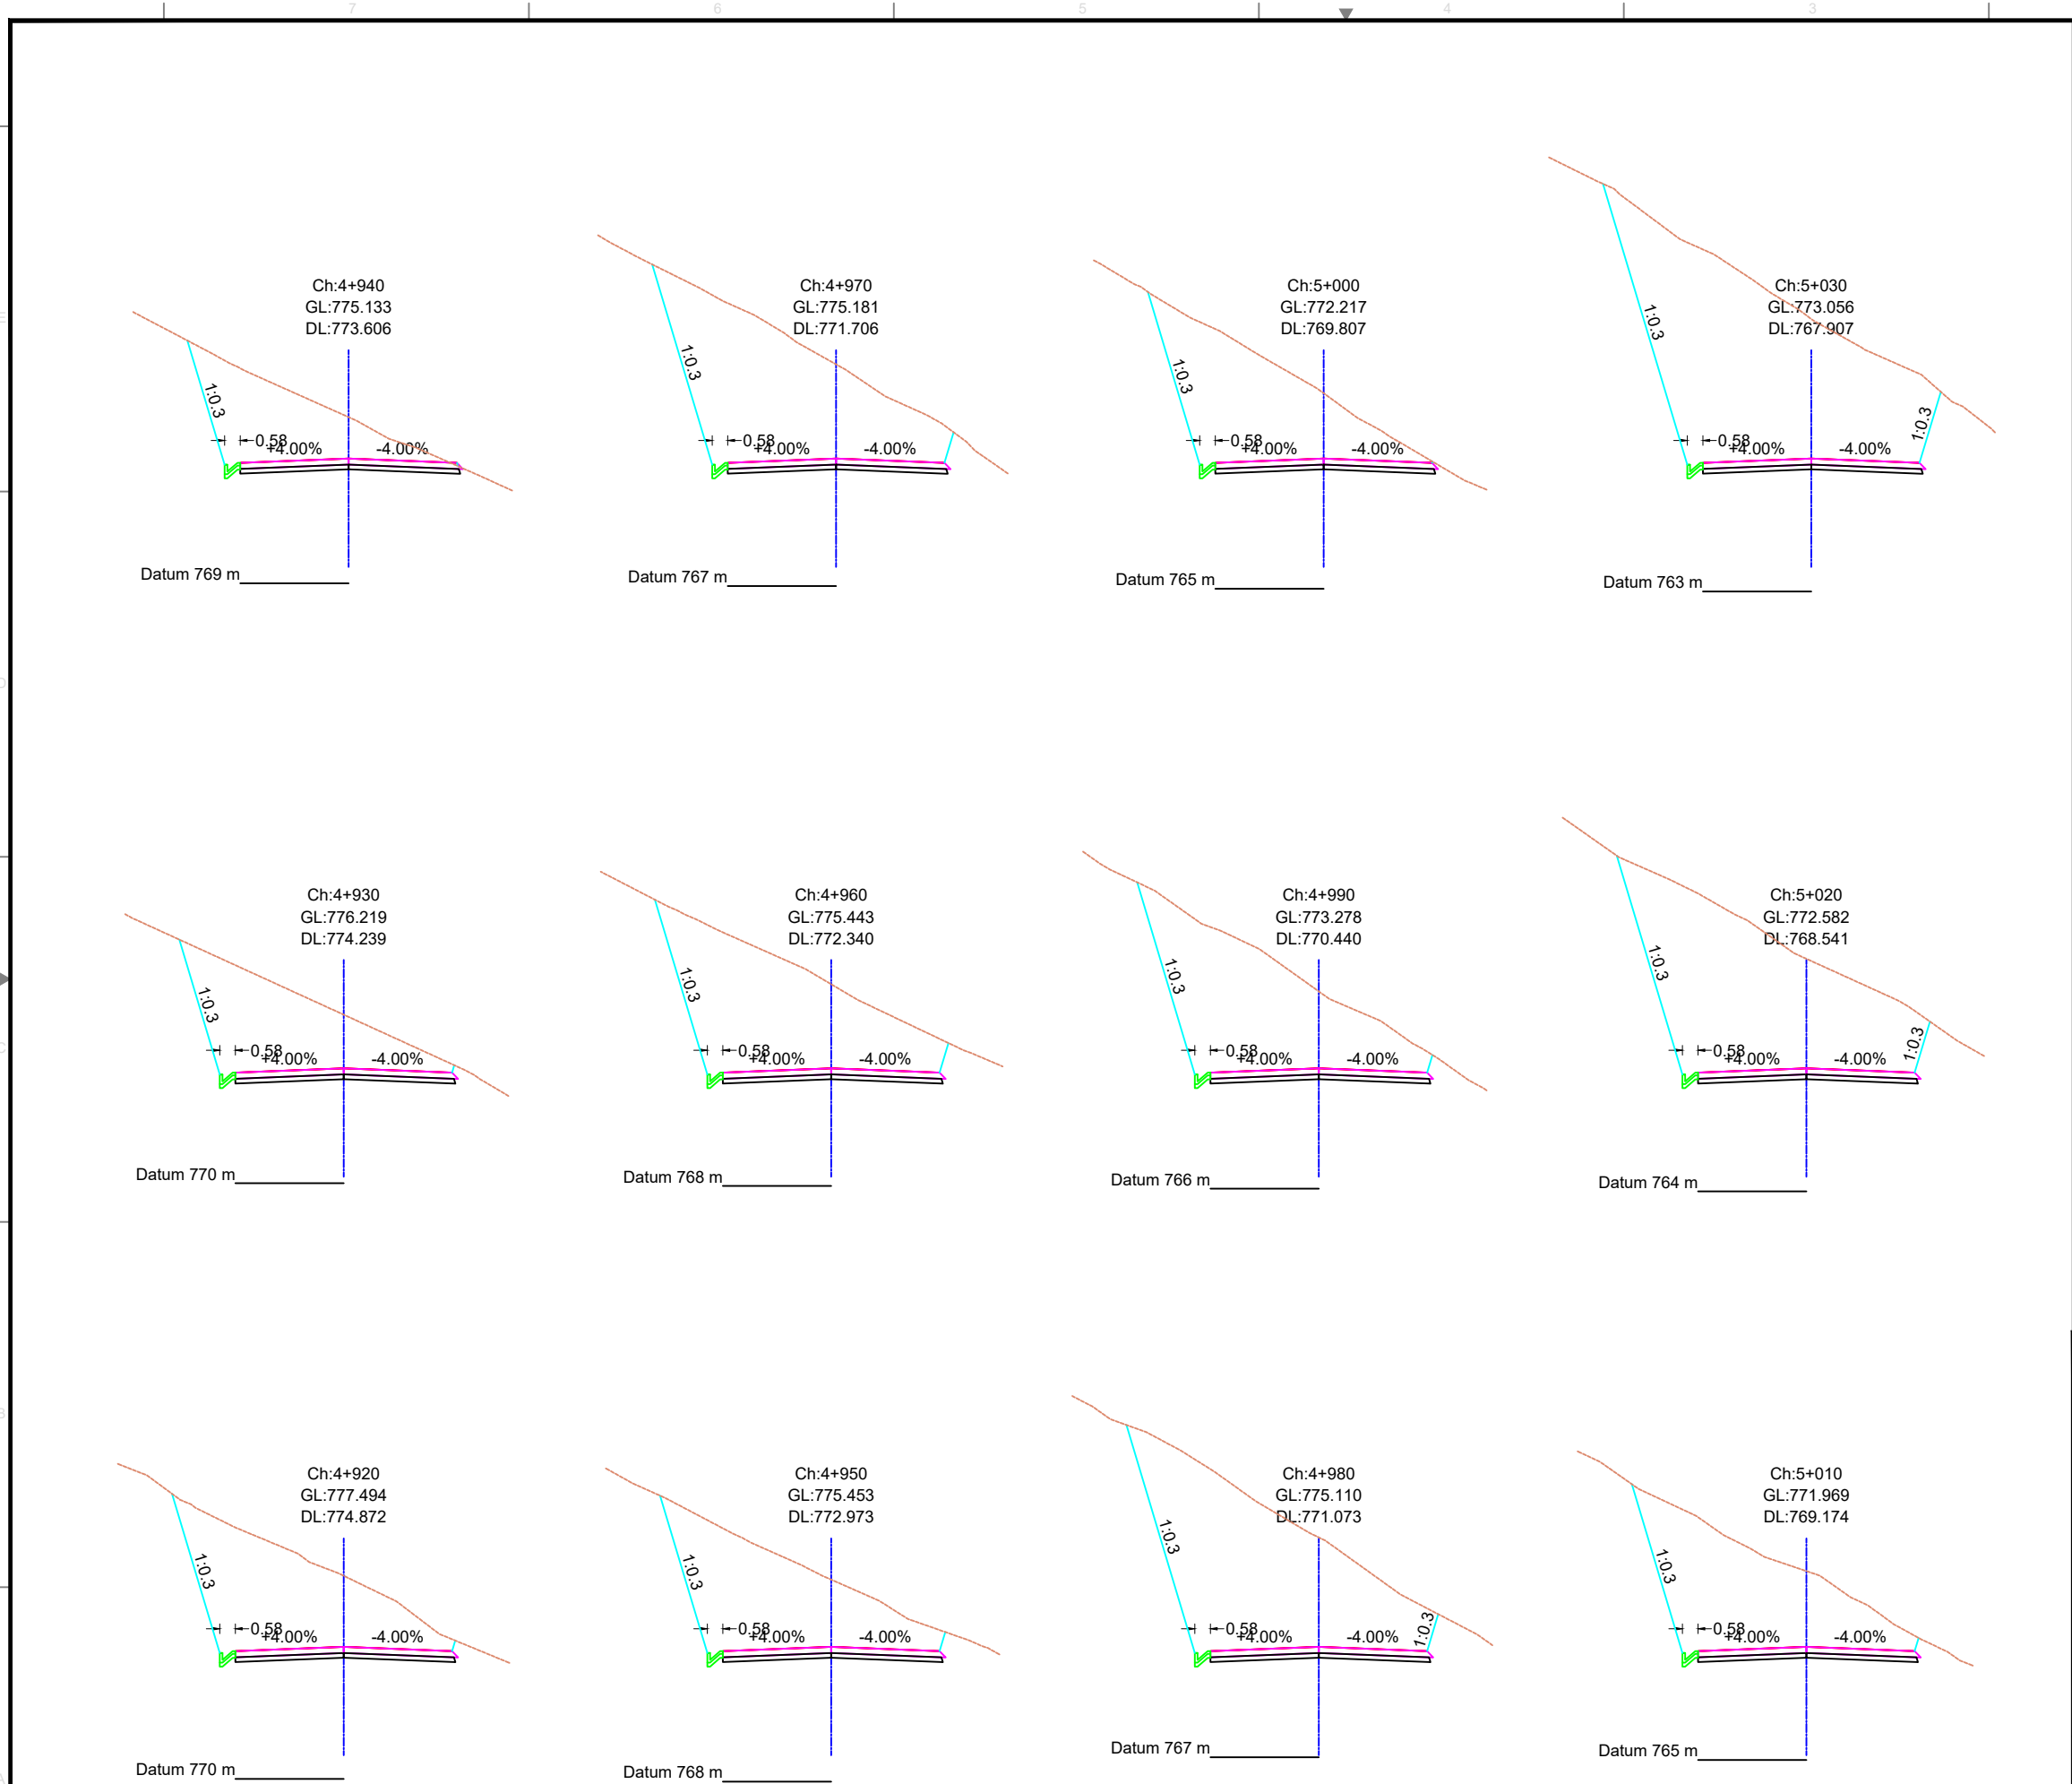 7 6 5 4 3
Ch:4+940
GL:775.133
DL:773.606
1:0.3
0.58
+4.00% -4.00%
Datum 769 m
Ch:4+970
GL:775.181
DL:771.706
1:0.3
0.58
+4.00% -4.00%
Datum 767 m
Ch:5+000
GL:772.217
DL:769.807
1:0.3
0.58
+4.00% -4.00%
Datum 765 m
Ch:5+030
GL:773.056
DL:767.907
1:0.3
1:0.3
0.58
+4.00% -4.00%
Datum 763 m
E
D
Ch:4+930
GL:776.219
DL:774.239
1:0.3
0.58
+4.00% -4.00%
Datum 770 m
Ch:4+960
GL:775.443
DL:772.340
1:0.3
0.58
+4.00% -4.00%
Datum 768 m
Ch:4+990
GL:773.278
DL:770.440
1:0.3
0.58
+4.00% -4.00%
Datum 766 m
Ch:5+020
GL:772.582
DL:768.541
1:0.3
1:0.3
0.58
+4.00% -4.00%
Datum 764 m
C
B
Ch:4+920
GL:777.494
DL:774.872
1:0.3
0.58
+4.00% -4.00%
Datum 770 m
Ch:4+950
GL:775.453
DL:772.973
1:0.3
0.58
+4.00% -4.00%
Datum 768 m
Ch:4+980
GL:775.110
DL:771.073
1:0.3
1:0.3
0.58
+4.00% -4.00%
Datum 767 m
Ch:5+010
GL:771.969
DL:769.174
1:0.3
0.58
+4.00% -4.00%
Datum 765 m
A